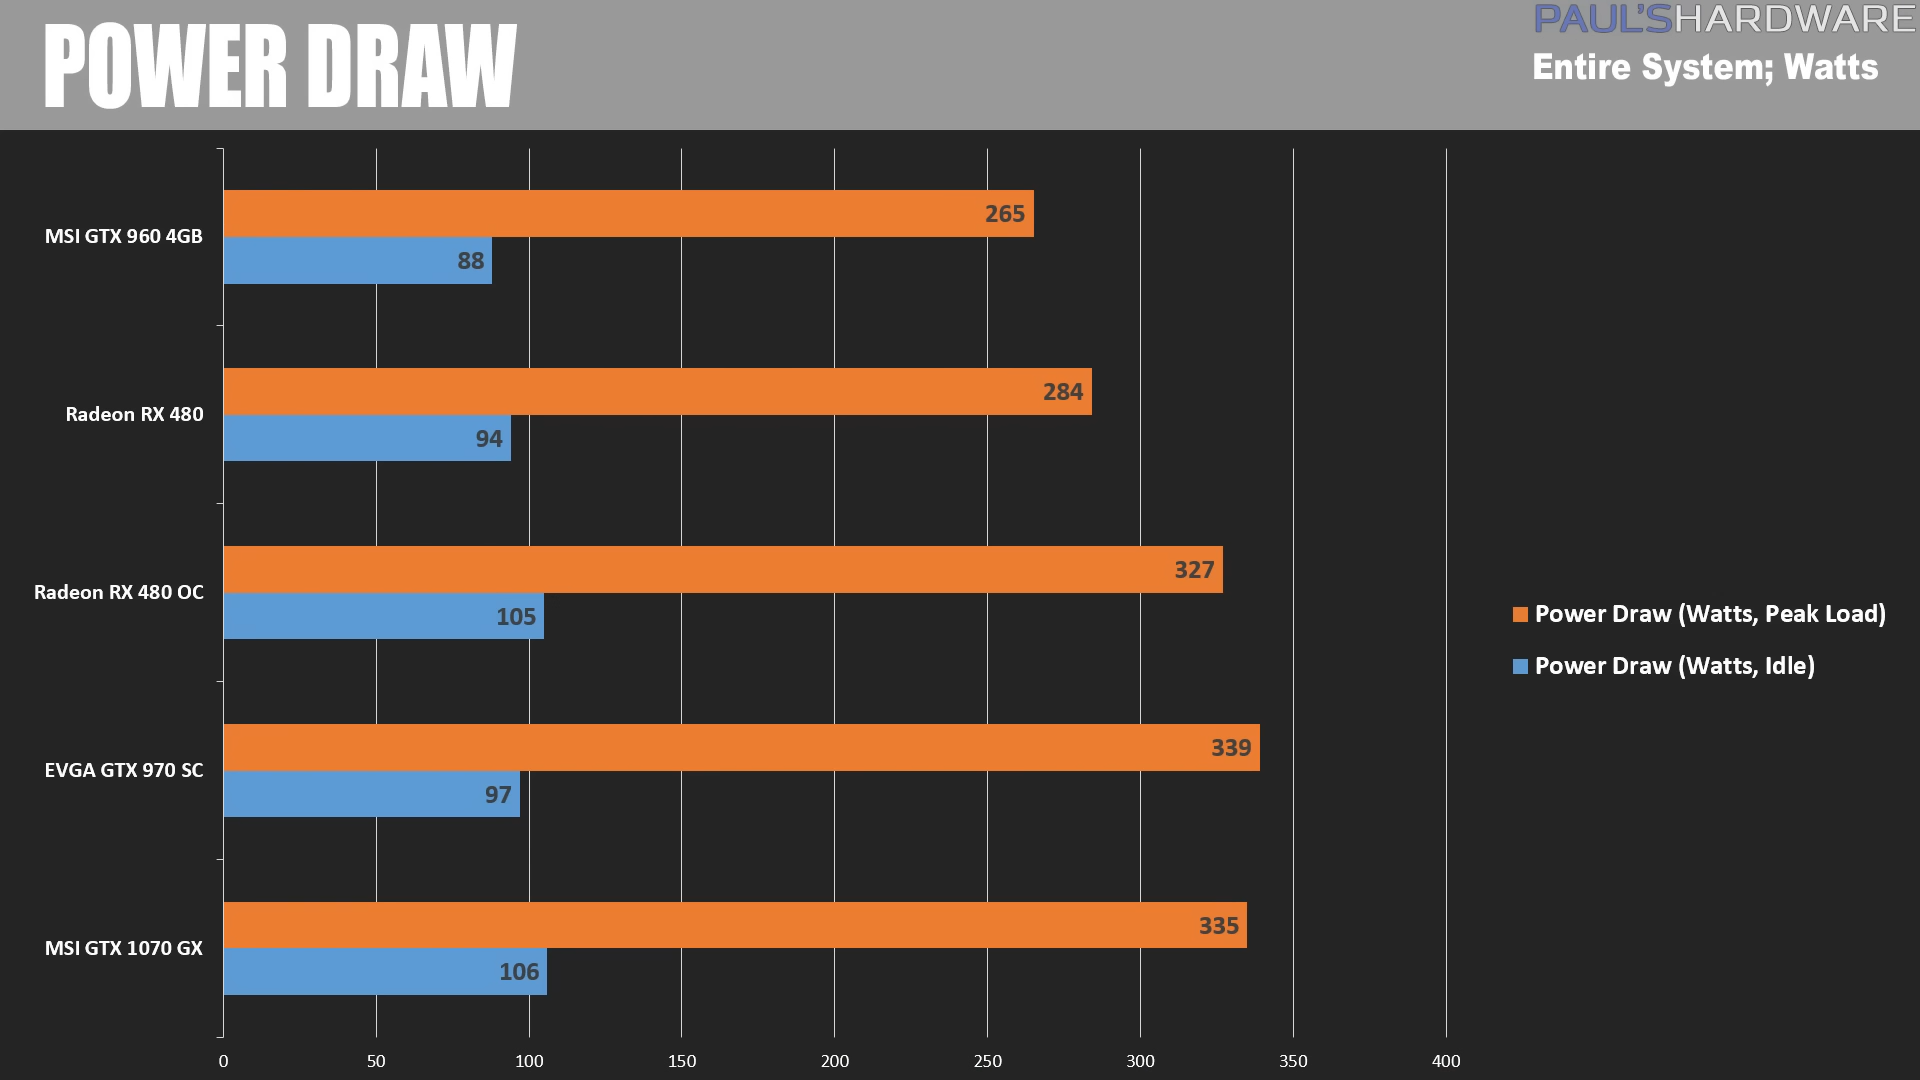 POWER DRAW
PAUL'SHARDWARE
Entire System; Watts
MSI GTX 960 4GB
265
88
Radeon RX 480
284
94
Radeon RX 480 OC
327
105
EVGA GTX 970 SC
339
97
MSI GTX 1070 GX
335
106
Power Draw (Watts, Peak Load)
Power Draw (Watts, Idle)
0 50 100 150 200 250 300 350 400